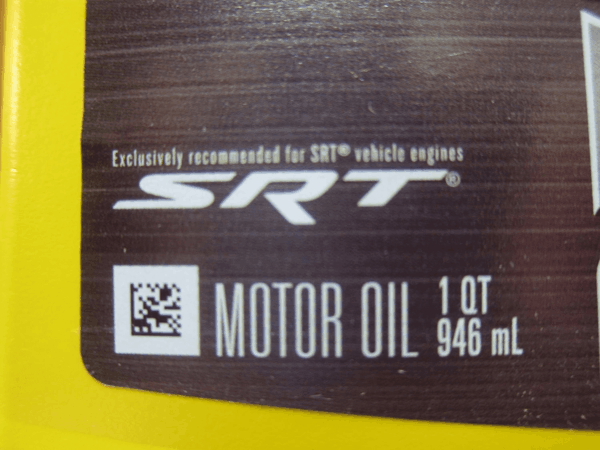 Exclusively recommended for SRT® vehicle engines
SRT®
MOTOR OIL
1 QT
946 mL